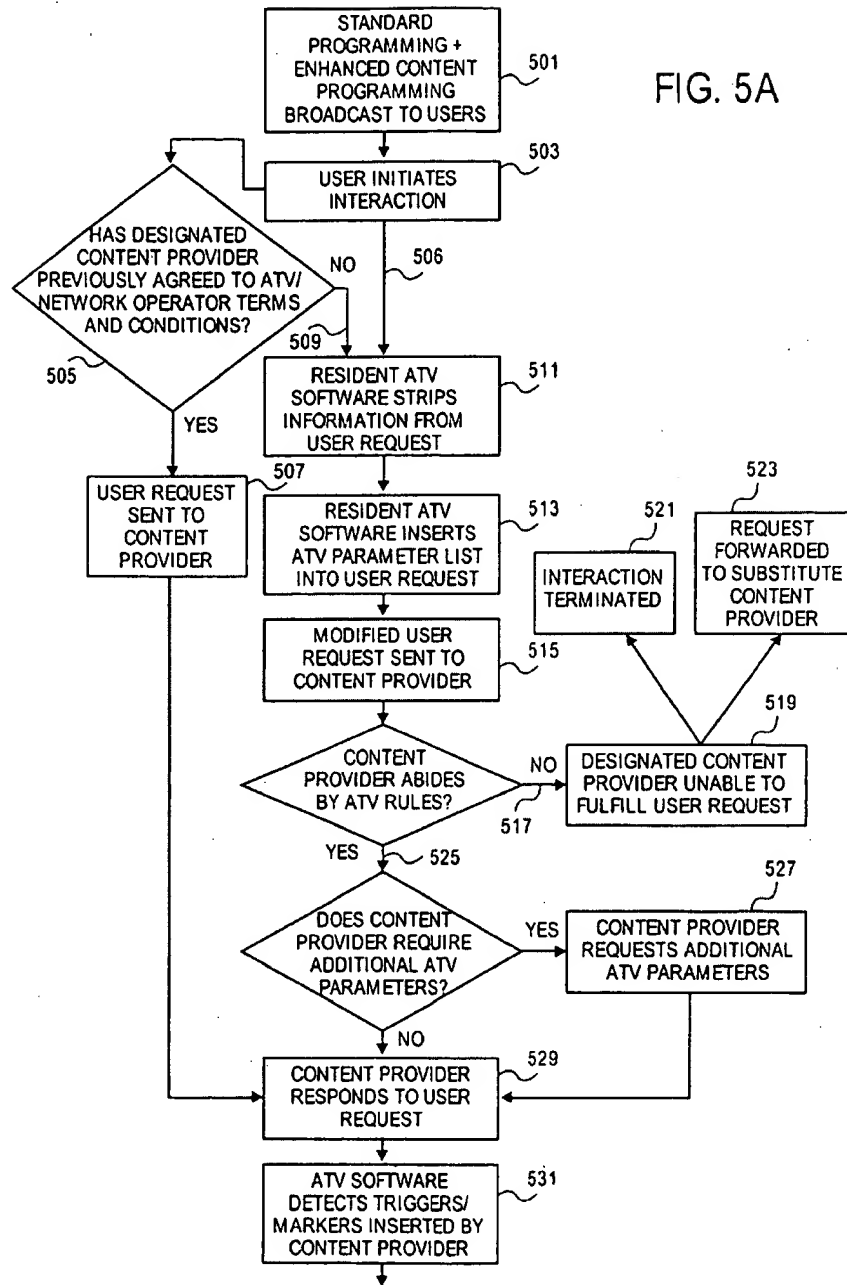 STANDARD
PROGRAMMING +
ENHANCED CONTENT
PROGRAMMING
BROADCAST TO USERS
501
FIG. 5A
503
USER INITIATES
INTERACTION
HAS DESIGNATED
CONTENT PROVIDER
PREVIOUSLY AGREED TO ATV/
NETWORK OPERATOR TERMS
AND CONDITIONS?
NO
506
509
505
YES
RESIDENT ATV
SOFTWARE STRIPS
INFORMATION FROM
USER REQUEST
511
507
USER REQUEST
SENT TO
CONTENT
PROVIDER
RESIDENT ATV
SOFTWARE INSERTS
ATV PARAMETER LIST
INTO USER REQUEST
513
521
INTERACTION
TERMINATED
523
REQUEST
FORWARDED
TO SUBSTITUTE
CONTENT
PROVIDER
MODIFIED USER
REQUEST SENT TO
CONTENT PROVIDER
515
CONTENT
PROVIDER ABIDES
BY ATV RULES?
NO
517
519
DESIGNATED CONTENT
PROVIDER UNABLE TO
FULFILL USER REQUEST
YES
525
DOES CONTENT
PROVIDER REQUIRE
ADDITIONAL ATV
PARAMETERS?
YES
527
CONTENT PROVIDER
REQUESTS ADDITIONAL
ATV PARAMETERS
NO
CONTENT PROVIDER
RESPONDS TO USER
REQUEST
529
ATV SOFTWARE
DETECTS TRIGGERS/
MARKERS INSERTED BY
CONTENT PROVIDER
531